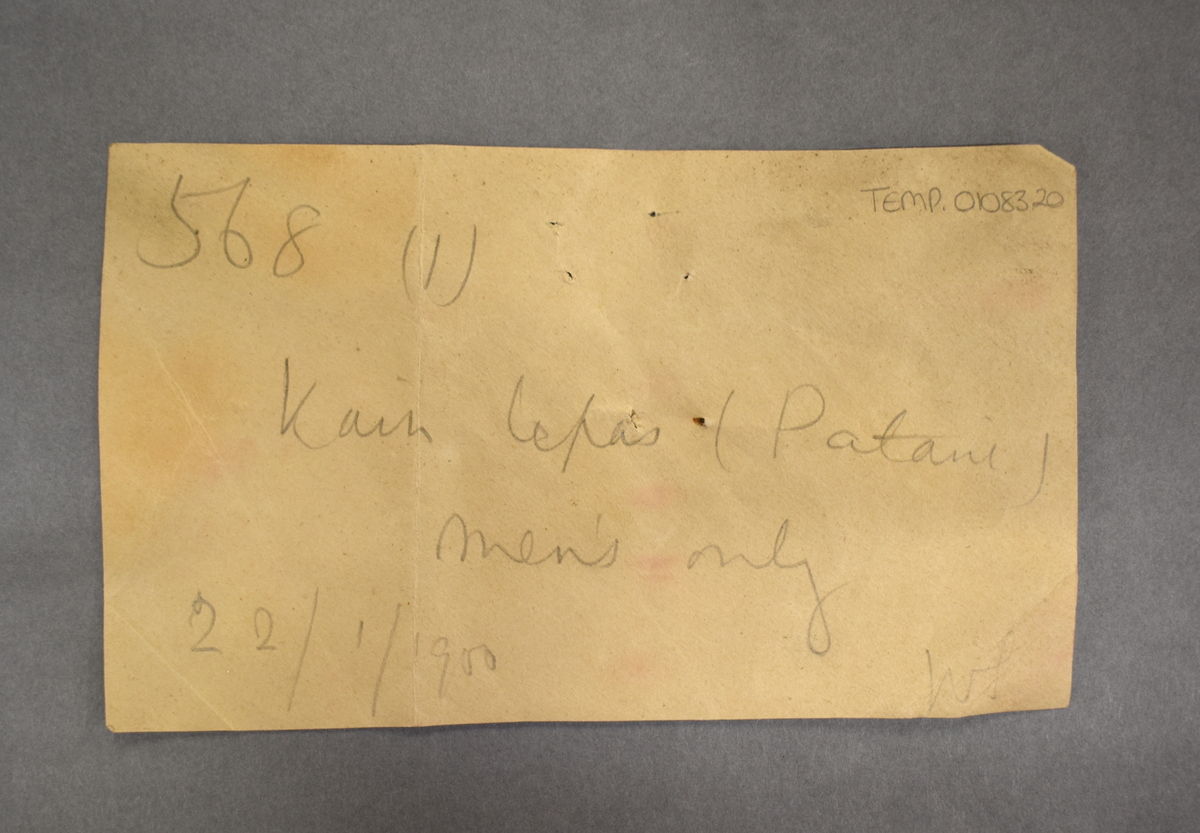 568 (1)
TEMP. 0108320
Kain lepas (Patani)
men's only
22/1/1900